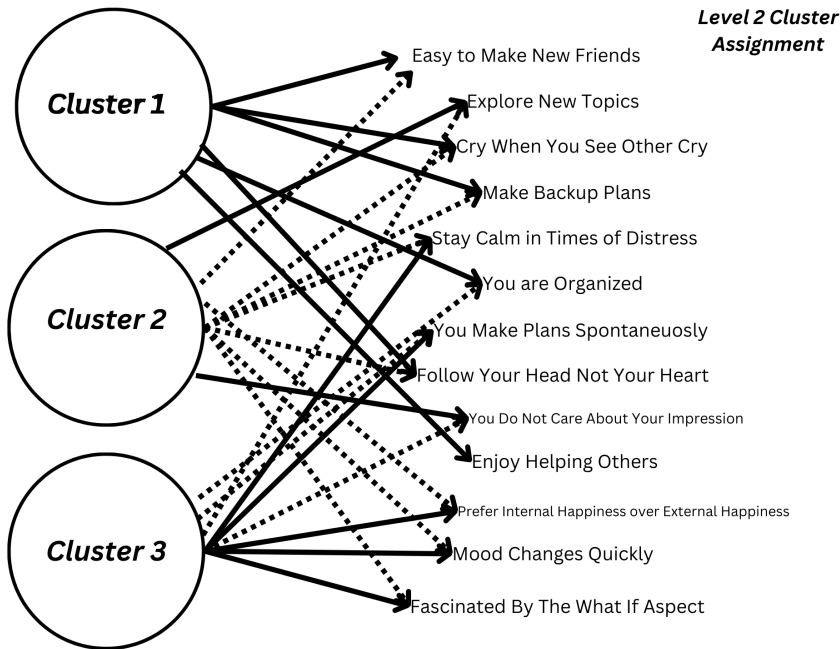 Level 2 Cluster
Assignment
Cluster 1
Cluster 2
Cluster 3
Easy to Make New Friends
Explore New Topics
Cry When You See Other Cry
Make Backup Plans
Stay Calm in Times of Distress
You are Organized
You Make Plans Spontaneuosly
Follow Your Head Not Your Heart
You Do Not Care About Your Impression
Enjoy Helping Others
Prefer Internal Happiness over External Happiness
Mood Changes Quickly
Fascinated By The What If Aspect